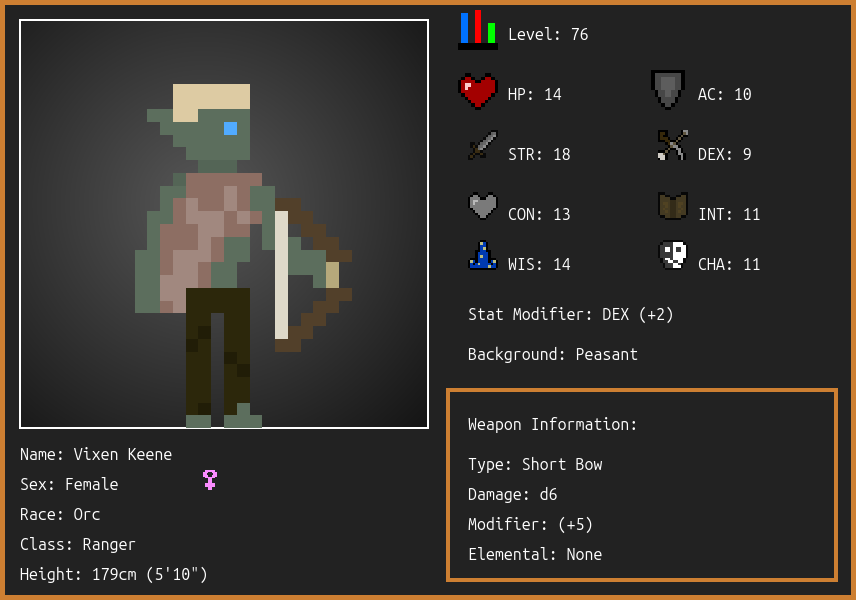 Level: 76
HP: 14
AC: 10
STR: 18
DEX: 9
CON: 13
INT: 11
WIS: 14
CHA: 11
Stat Modifier: DEX (+2)
Background: Peasant
Weapon Information:
Type: Short Bow
Damage: d6
Modifier: (+5)
Elemental: None
Name: Vixen Keene
Sex: Female
Race: Orc
Class: Ranger
Height: 179cm (5'10")